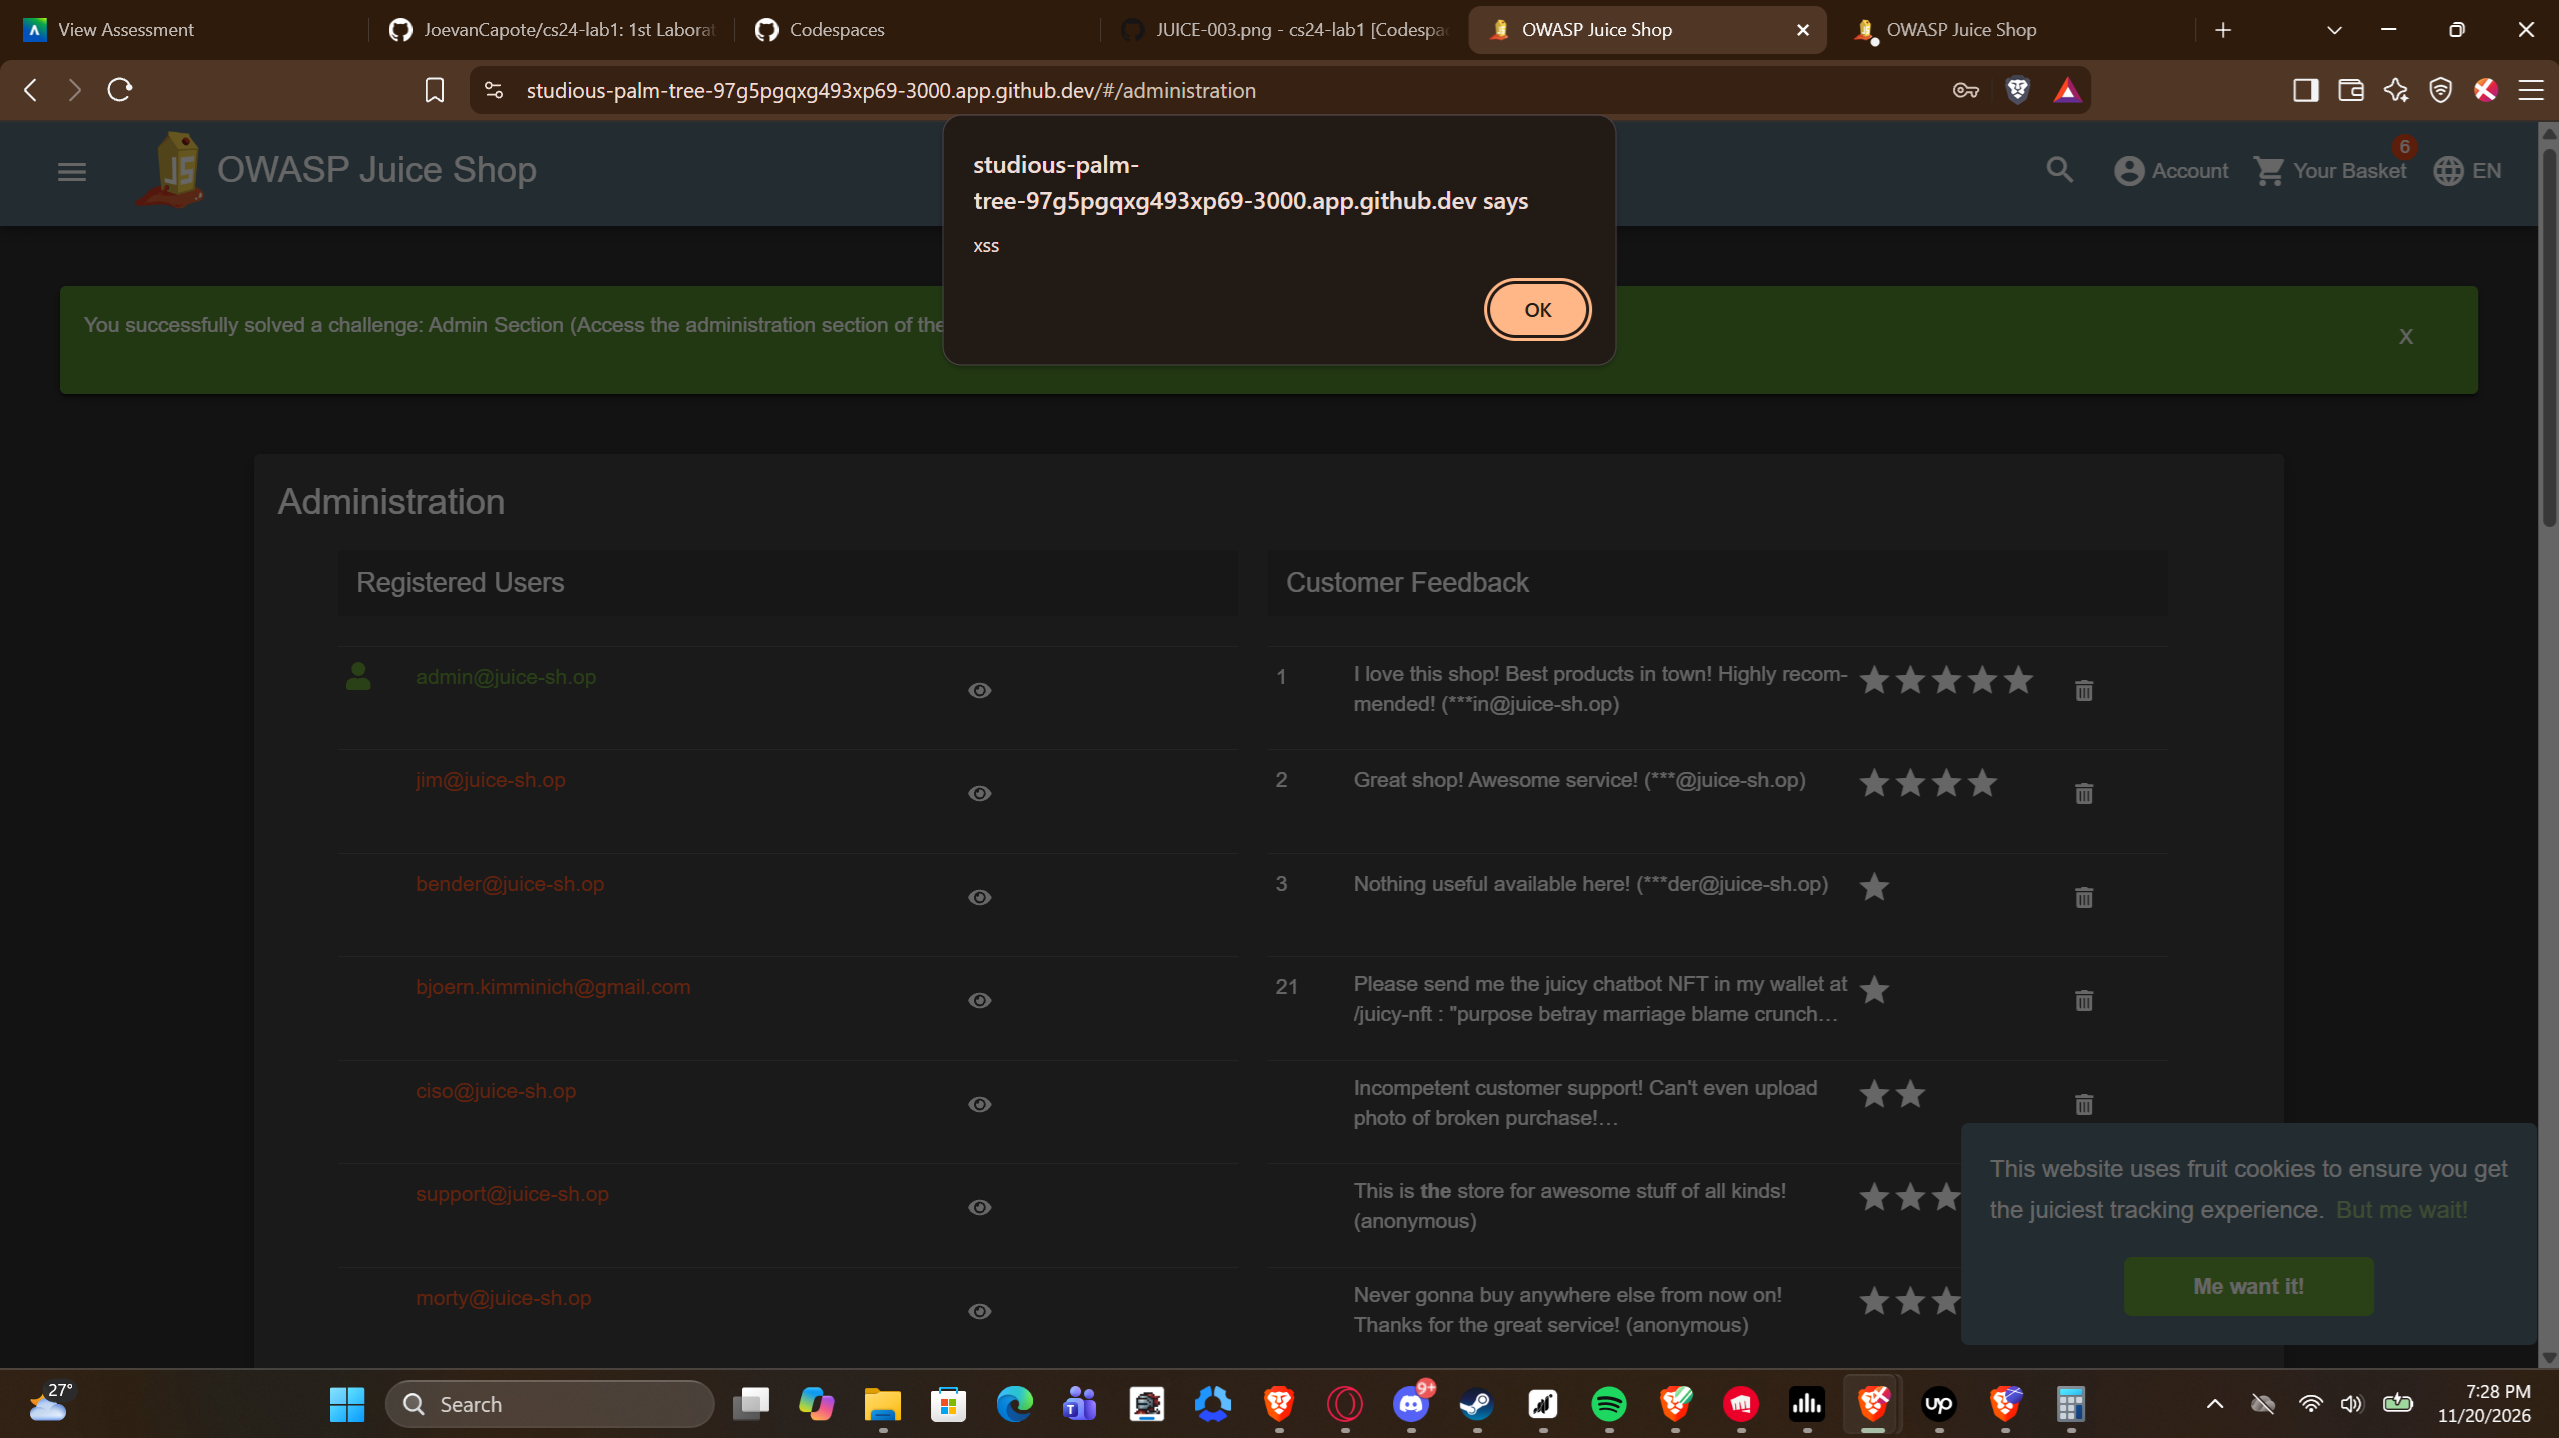 View Assessment
JoevanCapote/cs24-lab1: 1st Laborat
Codespaces
JUICE-003.png - cs24-lab1 [Codespac
OWASP Juice Shop
OWASP Juice Shop
studious-palm-tree-97g5pgqxg493xp69-3000.app.github.dev/#/administration
OWASP Juice Shop
Account
Your Basket
6
EN
studious-palm-
tree-97g5pgqxg493xp69-3000.app.github.dev says
xss
OK
You successfully solved a challenge: Admin Section (Access the administration section of the
X
Administration
Registered Users
Customer Feedback
admin@juice-sh.op
1
I love this shop! Best products in town! Highly recom-
mended! (***in@juice-sh.op)
jim@juice-sh.op
2
Great shop! Awesome service! (***@juice-sh.op)
bender@juice-sh.op
3
Nothing useful available here! (***der@juice-sh.op)
bjoern.kimminich@gmail.com
21
Please send me the juicy chatbot NFT in my wallet at
/juicy-nft : "purpose betray marriage blame crunch…
ciso@juice-sh.op
Incompetent customer support! Can't even upload
photo of broken purchase!…
support@juice-sh.op
This is the store for awesome stuff of all kinds!
(anonymous)
morty@juice-sh.op
Never gonna buy anywhere else from now on!
Thanks for the great service! (anonymous)
This website uses fruit cookies to ensure you get
the juiciest tracking experience. But me wait!
Me want it!
27°
Search
9+
up
7:28 PM
11/20/2026